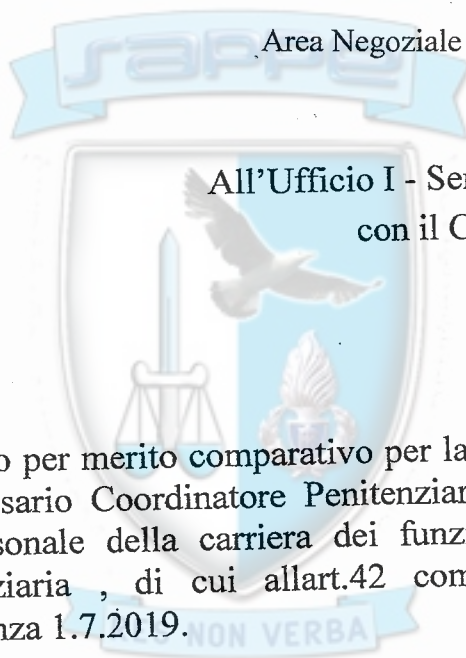 Area Negoziale
sappe
All'Ufficio I - Se
con il C
o per merito comparativo per la
sario Coordinatore Penitenziar
sonale della carriera dei funz
ziaria , di cui allart.42 com
nza 1.7.2019.
NON VERBA